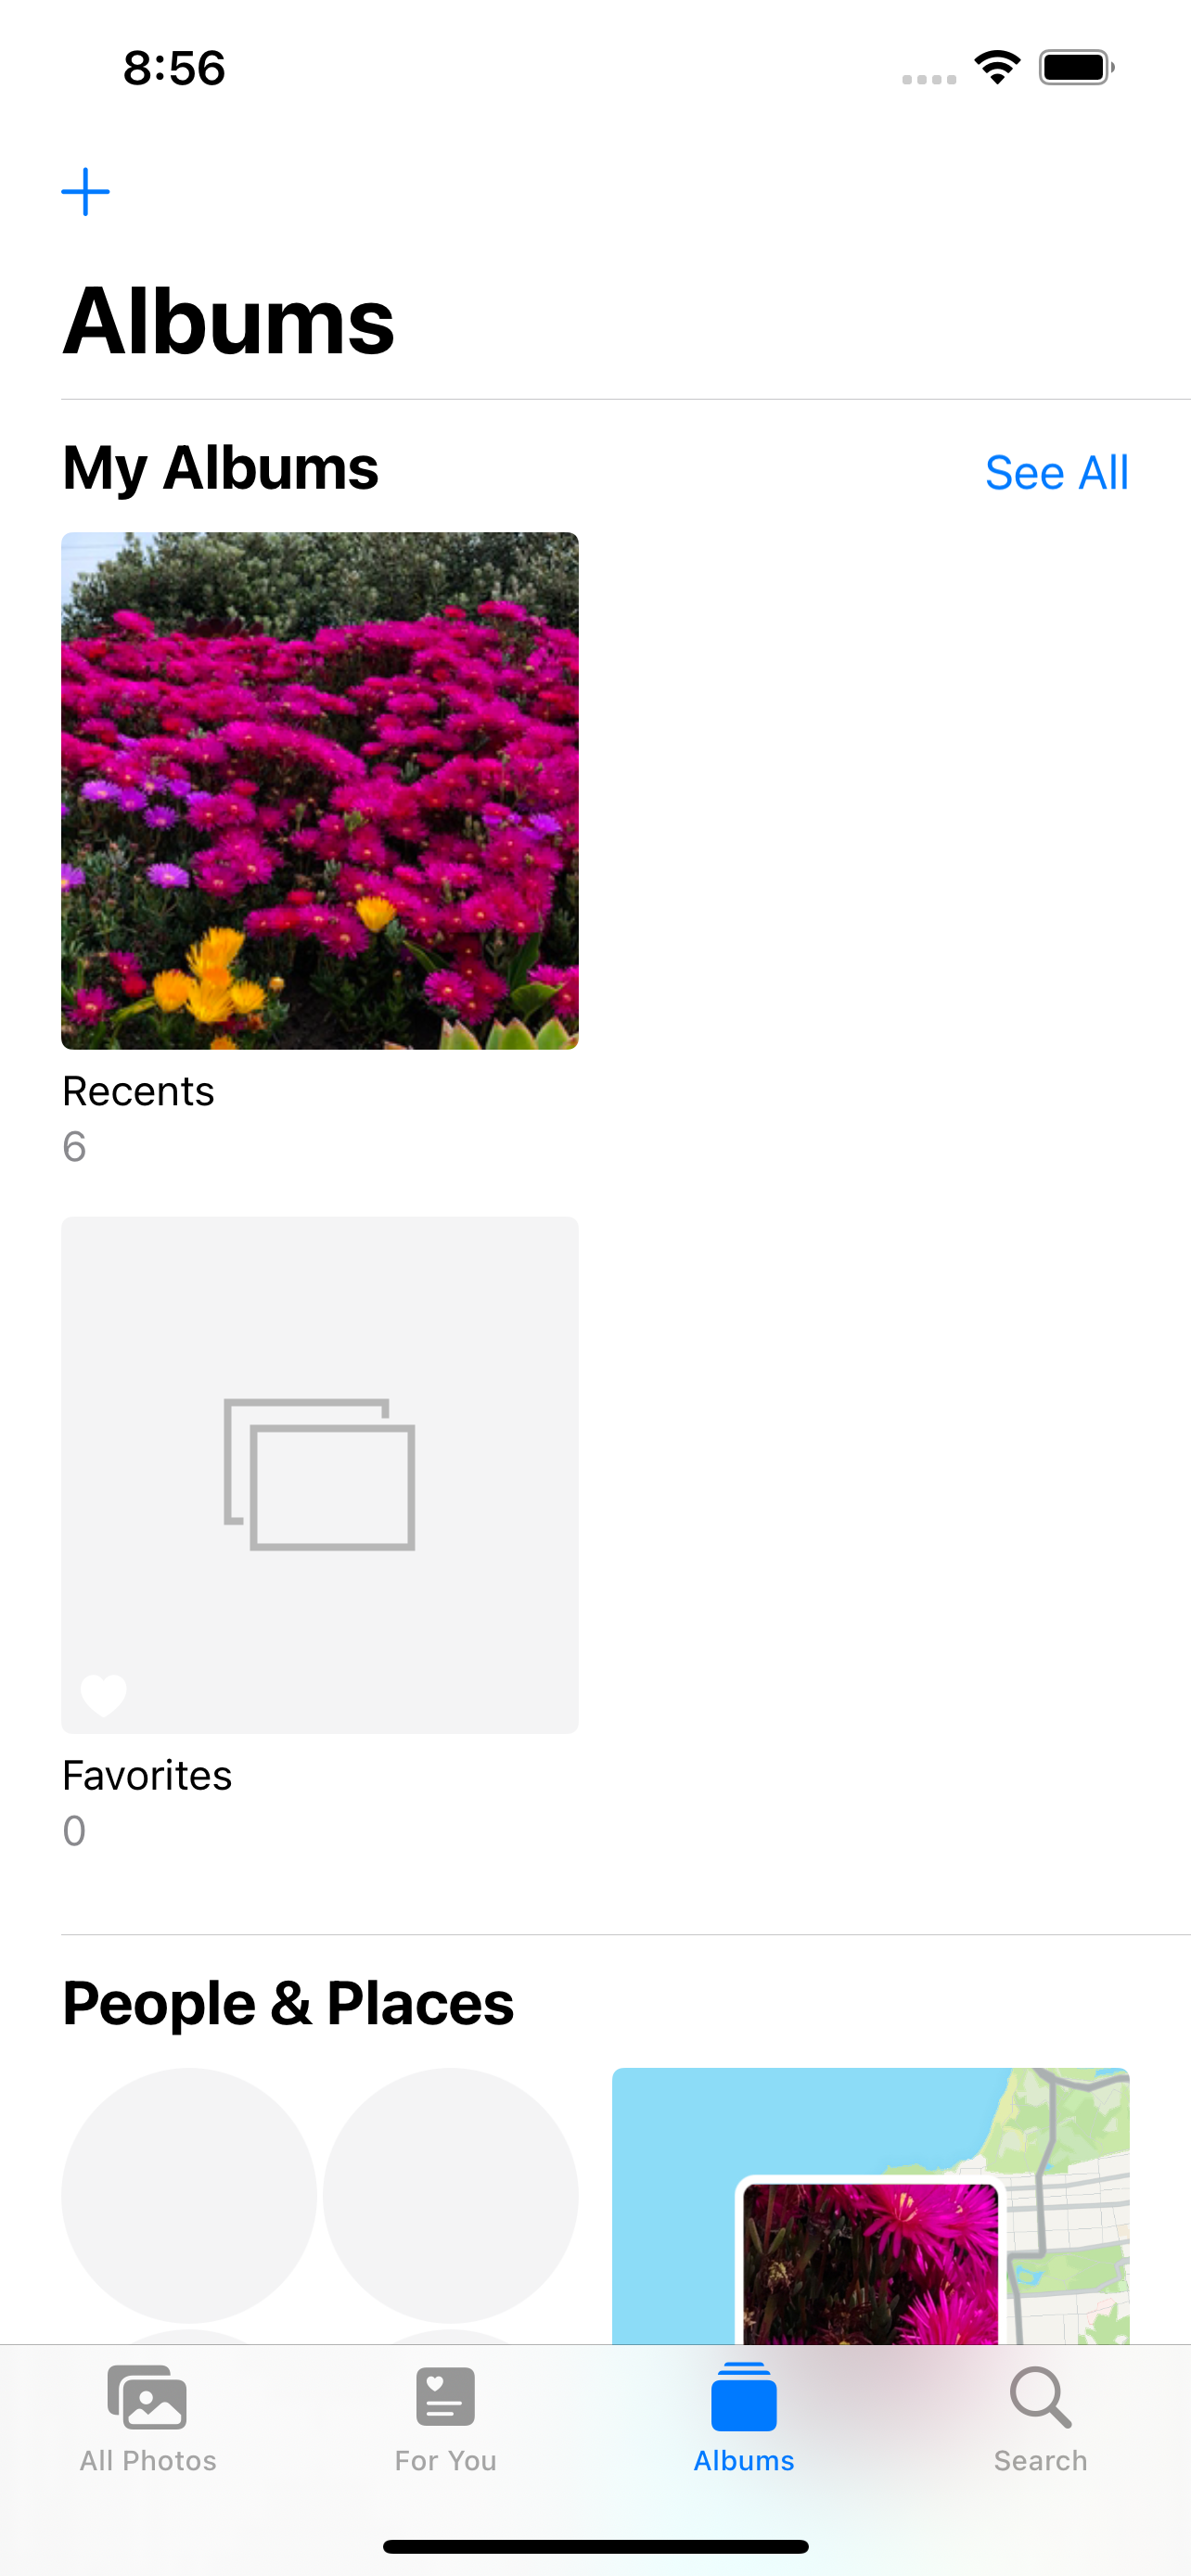 8:56
Albums
My Albums
See All
Recents
6
Favorites
0
People & Places
All Photos
For You
Albums
Search